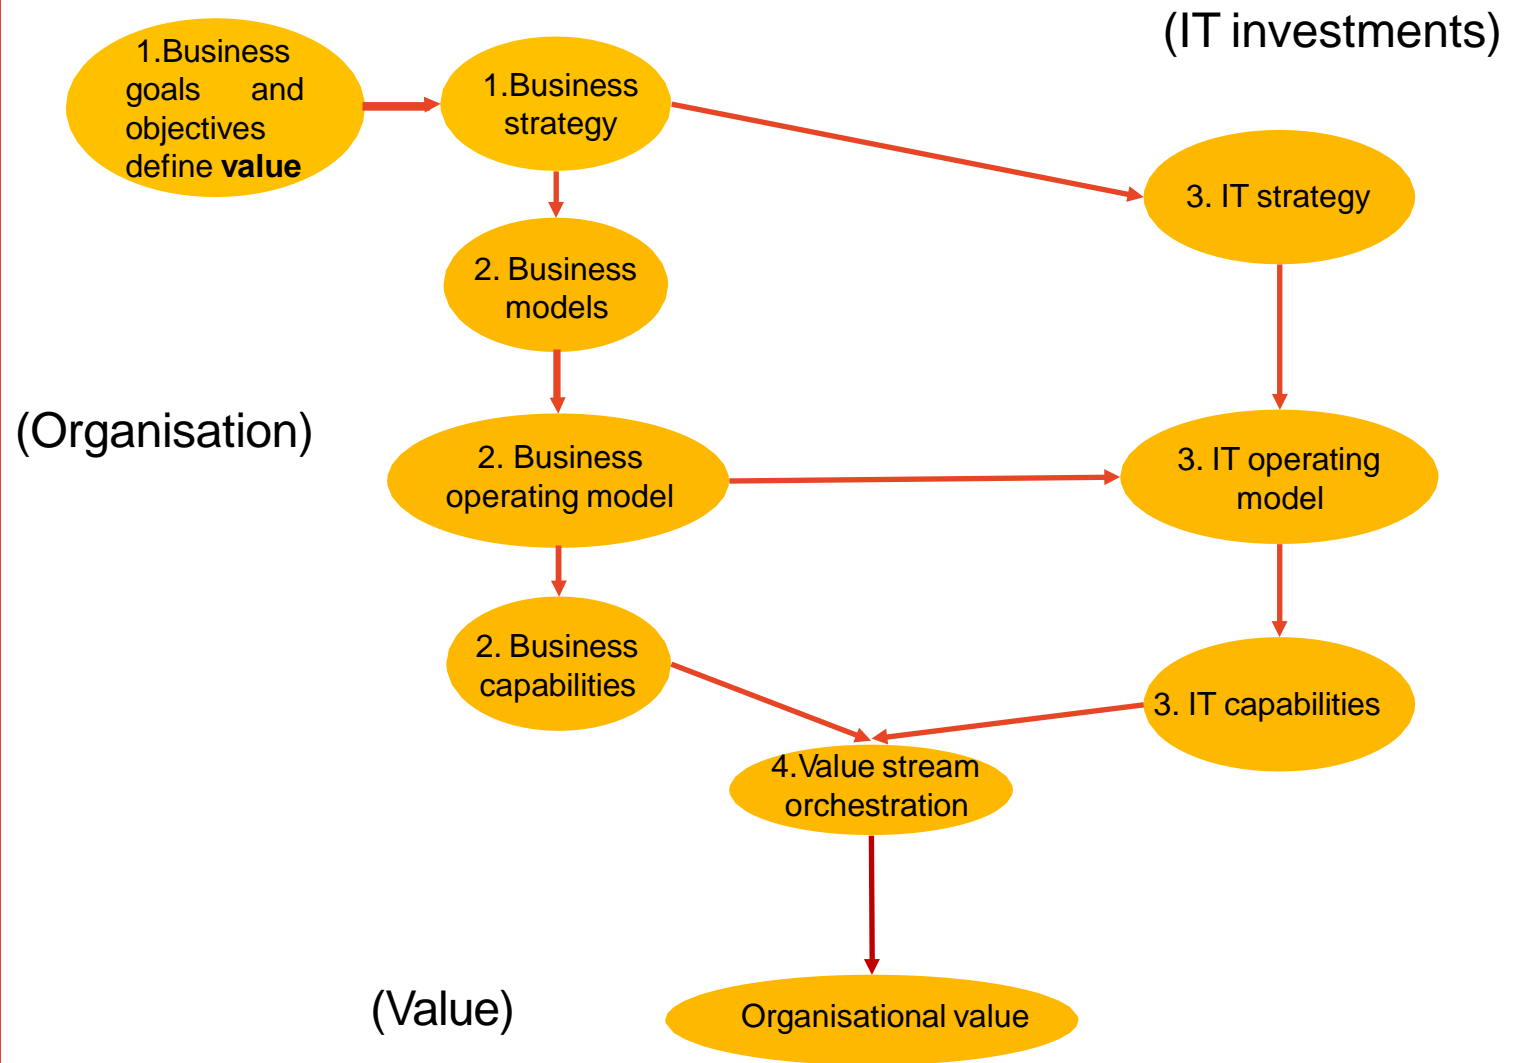 (IT investments)
1.Business
goals and
objectives
define value
1.Business
strategy
3. IT strategy
2. Business
models
(Organisation)
2. Business
operating model
3. IT operating
model
2. Business
capabilities
3. IT capabilities
4.Value stream
orchestration
(Value)
Organisational value